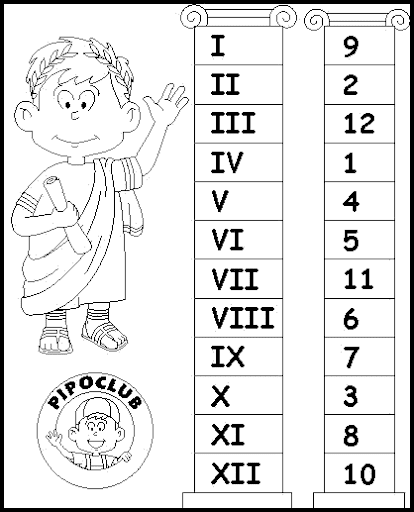 I 9
II 2
III 12
IV 1
V 4
VI 5
VII 11
VIII 6
IX 7
X 3
XI 8
XII 10
PIPOCLUB